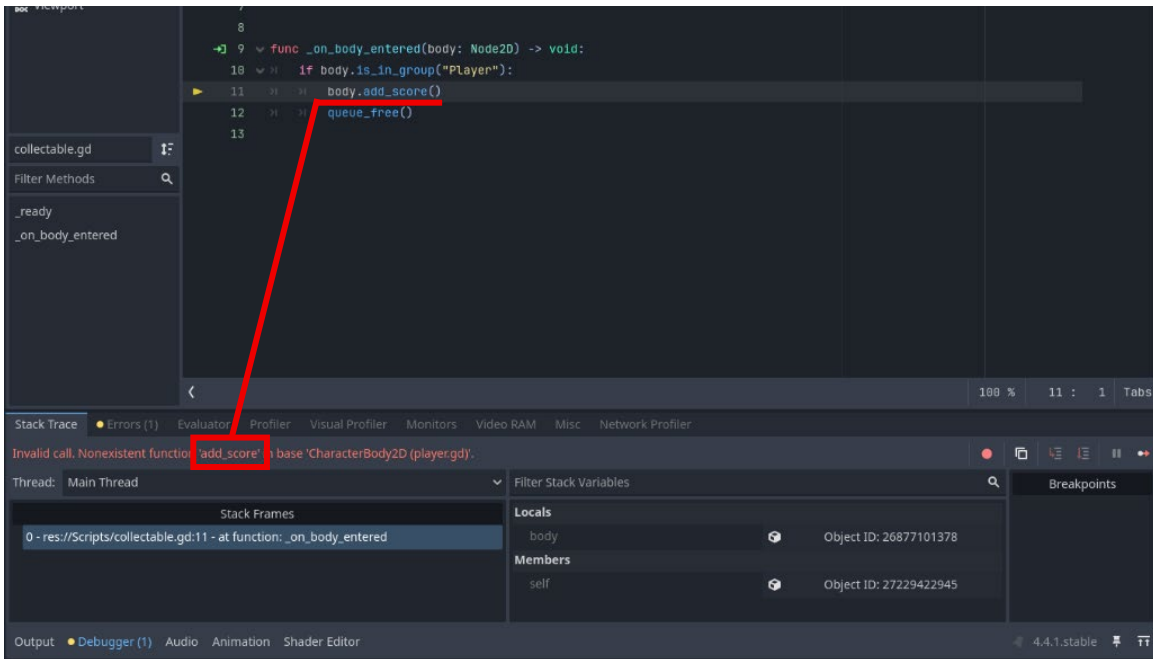 DOC Viewport
7
8
9 func _on_body_entered(body: Node2D) -> void:
10 if body.is_in_group("Player"):
11 body.add_score()
12 queue_free()
13
collectable.gd
Filter Methods
_ready
_on_body_entered
100 % 11 : 1 Tabs
Stack Trace Errors (1) Evaluator Profiler Visual Profiler Monitors Video RAM Misc Network Profiler
Invalid call. Nonexistent function 'add_score' in base 'CharacterBody2D (player.gd)'.
Thread: Main Thread Filter Stack Variables Breakpoints
Stack Frames
0 - res://Scripts/collectable.gd:11 - at function: _on_body_entered
Locals
body Object ID: 26877101378
Members
self Object ID: 27229422945
Output Debugger (1) Audio Animation Shader Editor 4.4.1.stable